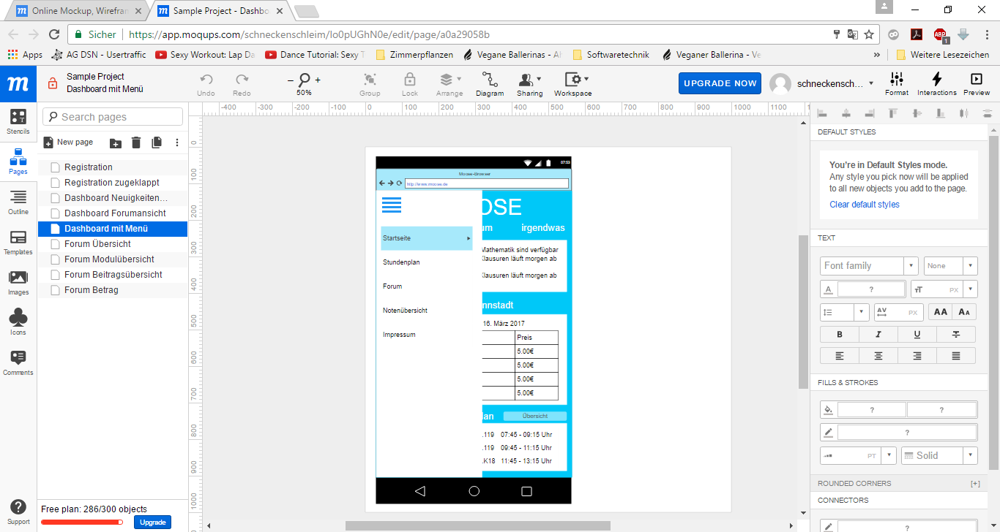 Online Mockup, Wirefram
Sample Project - Dashbo
Sicher
https://app.moqups.com/schneckenschleim/Io0pUGhN0e/edit/page/a0a29058b
Apps
AG DSN - Usertraffic
Sexy Workout: Lap Da
Dance Tutorial: Sexy T
Zimmerpflanzen
Vegane Ballerinas - Al
Softwaretechnik
Veganer Ballerina - Ve
»
Weitere Lesezeichen
ABP
1
m
Sample Project
Dashboard mit Menü
Undo
Redo
50%
Group
Lock
Arrange
Diagram
Sharing
Workspace
UPGRADE NOW
schneckensch...
Format
Interactions
Preview
Stencils
Pages
Outline
Templates
Images
Icons
Comments
Support
Search pages
New page
Registration
Registration zugeklappt
Dashboard Neuigkeiten...
Dashboard Forumansicht
Dashboard mit Menü
Forum Übersicht
Forum Modulübersicht
Forum Beitragsübersicht
Forum Betrag
Free plan: 286/300 objects
Upgrade
-400 -300 -200 -100 0 100 200 300 400 500 600 700 800 900 1000 1100
0
100
200
300
400
500
600
700
800
900
1000
07:53
Moose-Browser
http://www.moose.de
OSE
um irgendwas
Startseite
Stundenplan
Forum
Notenübersicht
Impressum
Mathematik sind verfügbar
Klausuren läuft morgen ab
Klausuren läuft morgen ab
nnstadt
16. März 2017
Preis
5.00€
5.00€
5.00€
5.00€
lan
Übersicht
.119 07:45 - 09:15 Uhr
.119 09:45 - 11:15 Uhr
.K18 11:45 - 13:15 Uhr
DEFAULT STYLES
You're in Default Styles mode.
Any style you pick now will be applied
to all new objects you add to the page.
Clear default styles
TEXT
Font family
None
A ?
TT PX
AV PX
AA AA
B I U
FILLS & STROKES
? ?
?
PT
Solid
ROUNDED CORNERS [+]
CONNECTORS
?